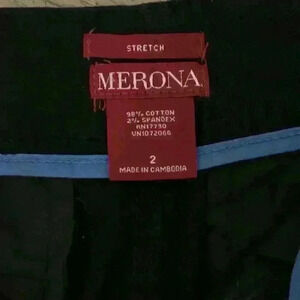 STRETCH
MERONA
98% COTTON
2% SPANDEX
RN17730
UN1072066
2
MADE IN CAMBODIA